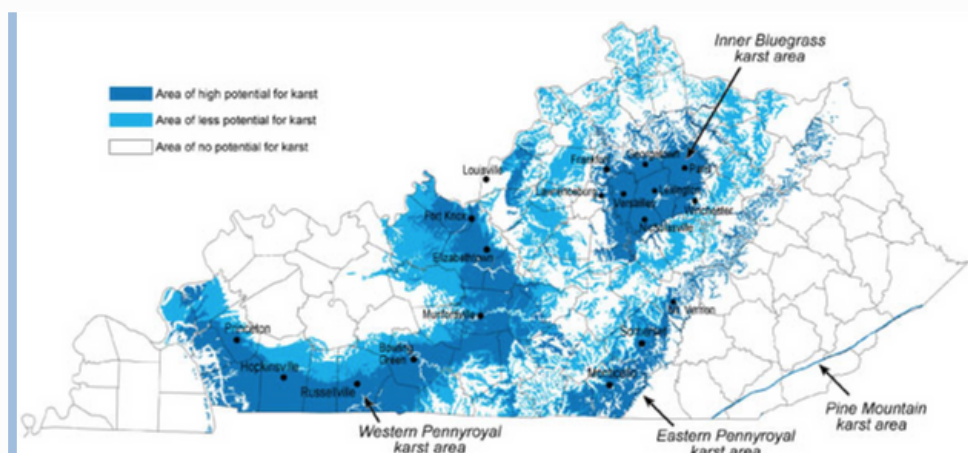 Inner Bluegrass
karst area
Area of high potential for karst
Area of less potential for karst
Area of no potential for karst
Louisville
Frankfort
Georgetown
Paris
Lawrenceburg
Versailles
Lexington
Winchester
Nicholasville
Fort Knox
Elizabethtown
Munfordville
Mt. Vernon
Somerset
Princeton
Bowling
Green
Hopkinsville
Russellville
Monticello
Western Pennyroyal
karst area
Eastern Pennyroyal
karst area
Pine Mountain
karst area